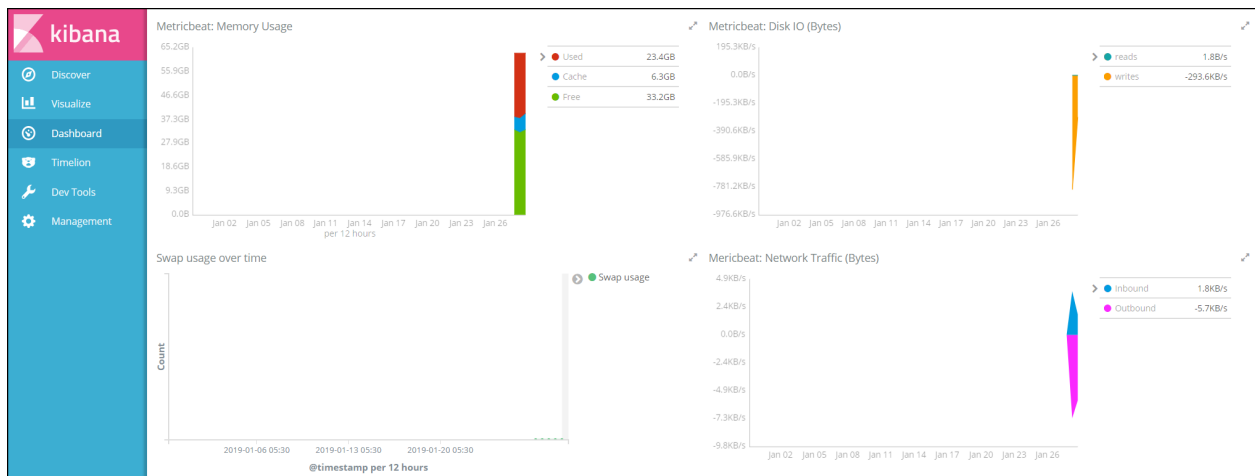 kibana
Discover
Visualize
Dashboard
Timelion
Dev Tools
Management
Metricbeat: Memory Usage
65.2GB
55.9GB
46.6GB
37.3GB
27.9GB
18.6GB
9.3GB
0.0B
Jan 02 Jan 05 Jan 08 Jan 11 Jan 14 Jan 17 Jan 20 Jan 23 Jan 26
per 12 hours
Used 23.4GB
Cache 6.3GB
Free 33.2GB
Metricbeat: Disk IO (Bytes)
195.3KB/s
0.0B/s
-195.3KB/s
-390.6KB/s
-585.9KB/s
-781.2KB/s
-976.6KB/s
Jan 02 Jan 05 Jan 08 Jan 11 Jan 14 Jan 17 Jan 20 Jan 23 Jan 26
reads 1.8B/s
writes -293.6KB/s
Swap usage over time
Count
2019-01-06 05:30 2019-01-13 05:30 2019-01-20 05:30
@timestamp per 12 hours
Swap usage
Mericbeat: Network Traffic (Bytes)
4.9KB/s
2.4KB/s
0.0B/s
-2.4KB/s
-4.9KB/s
-7.3KB/s
-9.8KB/s
Jan 02 Jan 05 Jan 08 Jan 11 Jan 14 Jan 17 Jan 20 Jan 23 Jan 26
Inbound 1.8KB/s
Outbound -5.7KB/s